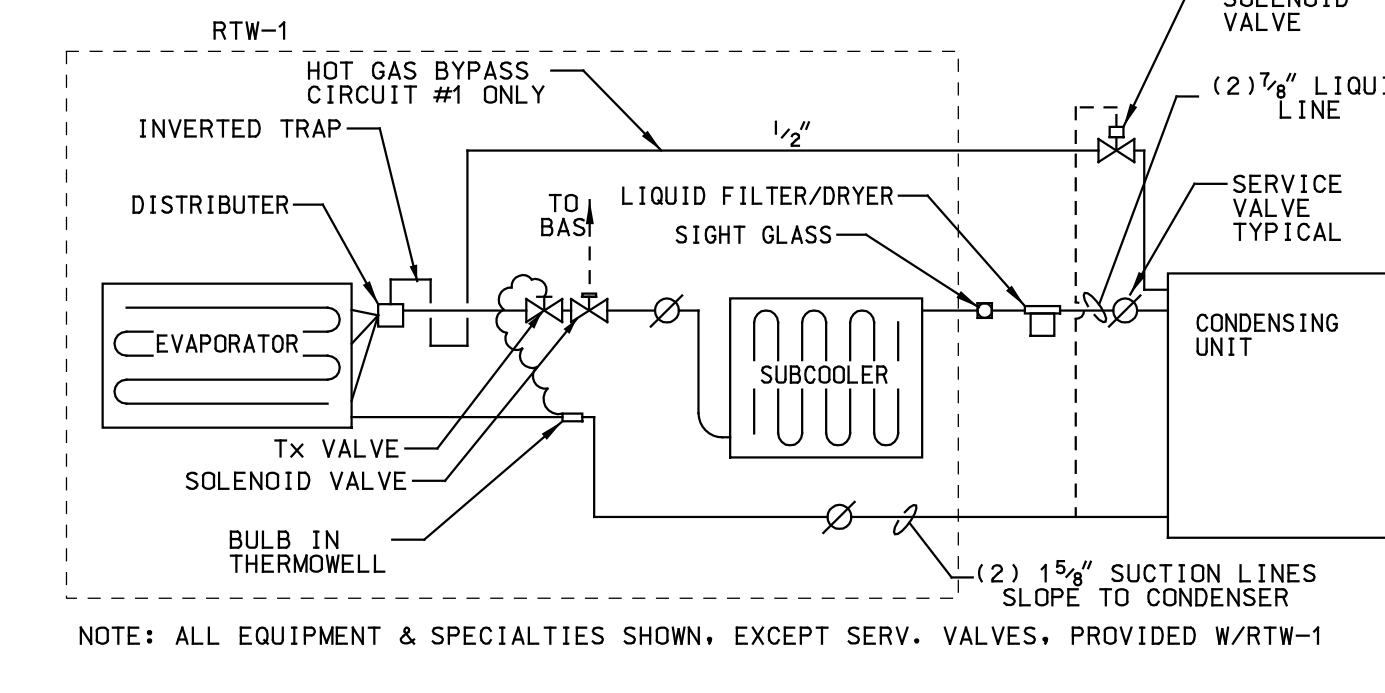 SOLENOID
VALVE
RTW-1
HOT GAS BYPASS
CIRCUIT #1 ONLY
(2) 7/8" LIQUI
LINE
INVERTED TRAP
1/2"
DISTRIBUTER
TO
BAS
LIQUID FILTER/DRYER
SIGHT GLASS
SERVICE
VALVE
TYPICAL
EVAPORATOR
SUBCOOLER
CONDENSING
UNIT
Tx VALVE
SOLENOID VALVE
BULB IN
THERMOWELL
(2) 1 5/8" SUCTION LINES
SLOPE TO CONDENSER
NOTE: ALL EQUIPMENT & SPECIALTIES SHOWN, EXCEPT SERV. VALVES, PROVIDED W/RTW-1